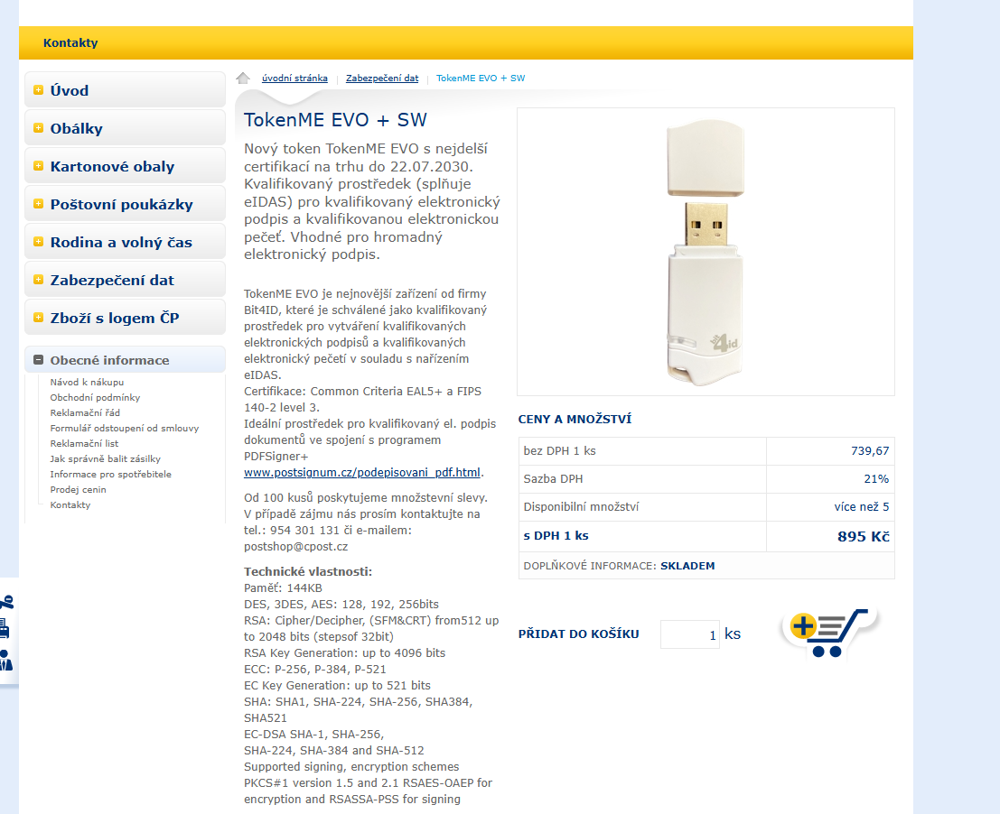 Kontakty
Úvod
Obálky
Kartonové obaly
Poštovní poukázky
Rodina a volný čas
Zabezpečení dat
Zboží s logem ČP
Obecné informace
Návod k nákupu
Obchodní podmínky
Reklamační řád
Formulář odstoupení od smlouvy
Reklamační list
Jak správně balit zásilky
Informace pro spotřebitele
Prodej cenin
Kontakty
úvodní stránka Zabezpečení dat TokenME EVO + SW
TokenME EVO + SW
Nový token TokenME EVO s nejdelší
certifikací na trhu do 22.07.2030.
Kvalifikovaný prostředek (splňuje
eIDAS) pro kvalifikovaný elektronický
podpis a kvalifikovanou elektronickou
pečeť. Vhodné pro hromadný
elektronický podpis.
TokenME EVO je nejnovější zařízení od firmy
Bit4ID, které je schválené jako kvalifikovaný
prostředek pro vytváření kvalifikovaných
elektronických podpisů a kvalifikovaných
elektronický pečetí v souladu s nařízením
eIDAS.
Certifikace: Common Criteria EAL5+ a FIPS
140-2 level 3.
Ideální prostředek pro kvalifikovaný el. podpis
dokumentů ve spojení s programem
PDFSigner+
www.postsignum.cz/podepisovani_pdf.html.
Od 100 kusů poskytujeme množstevní slevy.
V případě zájmu nás prosím kontaktujte na
tel.: 954 301 131 či e-mailem:
postshop@cpost.cz
Technické vlastnosti:
Paměť: 144KB
DES, 3DES, AES: 128, 192, 256bits
RSA: Cipher/Decipher, (SFM&CRT) from512 up
to 2048 bits (stepsof 32bit)
RSA Key Generation: up to 4096 bits
ECC: P-256, P-384, P-521
EC Key Generation: up to 521 bits
SHA: SHA1, SHA-224, SHA-256, SHA384,
SHA521
EC-DSA SHA-1, SHA-256,
SHA-224, SHA-384 and SHA-512
Supported signing, encryption schemes
PKCS#1 version 1.5 and 2.1 RSAES-OAEP for
encryption and RSASSA-PSS for signing
4id
CENY A MNOŽSTVÍ
bez DPH 1 ks 739,67
Sazba DPH 21%
Disponibilní množství více než 5
s DPH 1 ks 895 Kč
DOPLŇKOVÉ INFORMACE: SKLADEM
PŘIDAT DO KOŠÍKU 1 ks